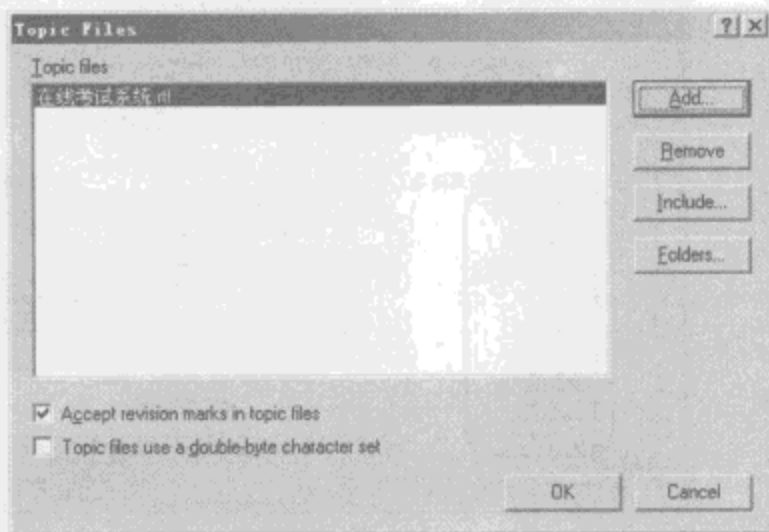 Topic Files
Topic files
在线考试系统.rtf
Add...
Remove
Include...
Folders...
Accept revision marks in topic files
Topic files use a double-byte character set
OK
Cancel